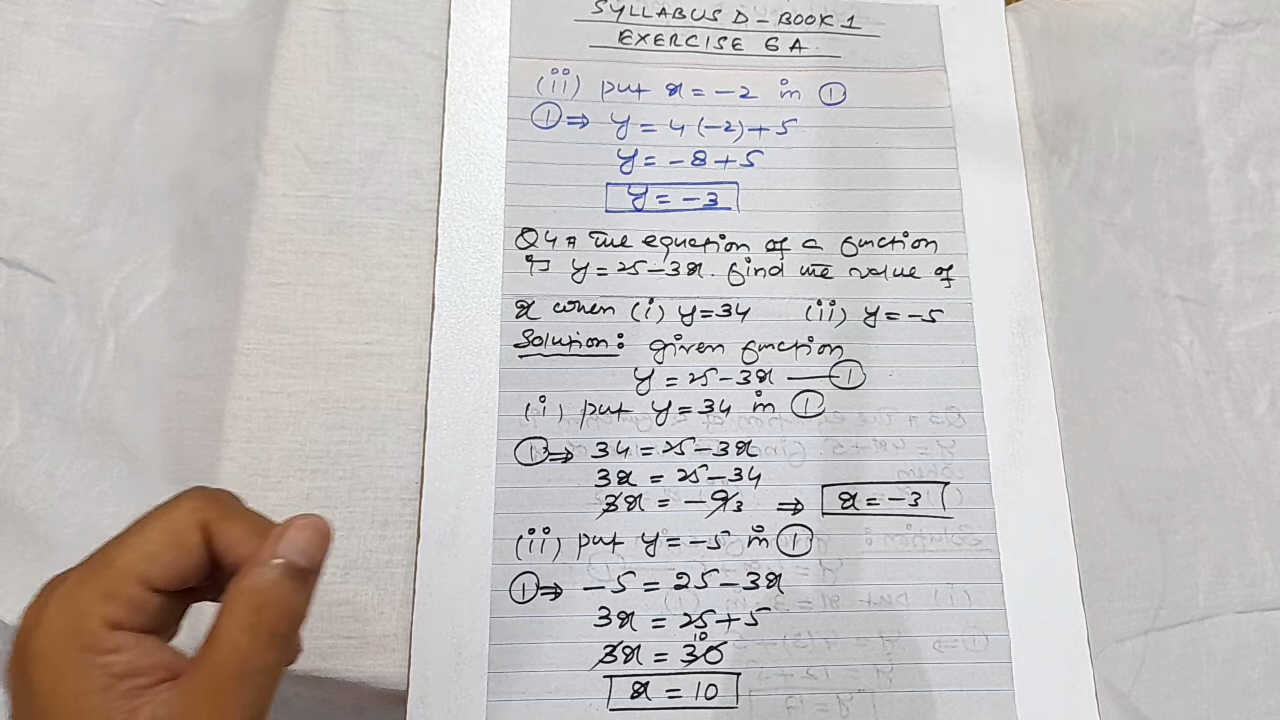 SYLLABUS D - BOOK 1
EXERCISE 6A.
(ii) put x = -2 in ①
①⇒ y = 4(-2)+5
y = -8+5
y = -3
Q4 The equation of a function
is y=25-3x. find the value of
x when (i) y=34 (ii) y=-5
Solution: given function
y = 25-3x — ①
(i) put y=34 in ①
①⇒ 34 = 25-3x
3x = 25-34
3x = -9 3 ⇒ x = -3
(ii) put y=-5 in ①
①⇒ -5 = 25-3x
3x = 25+5
3x = 30 10
x = 10